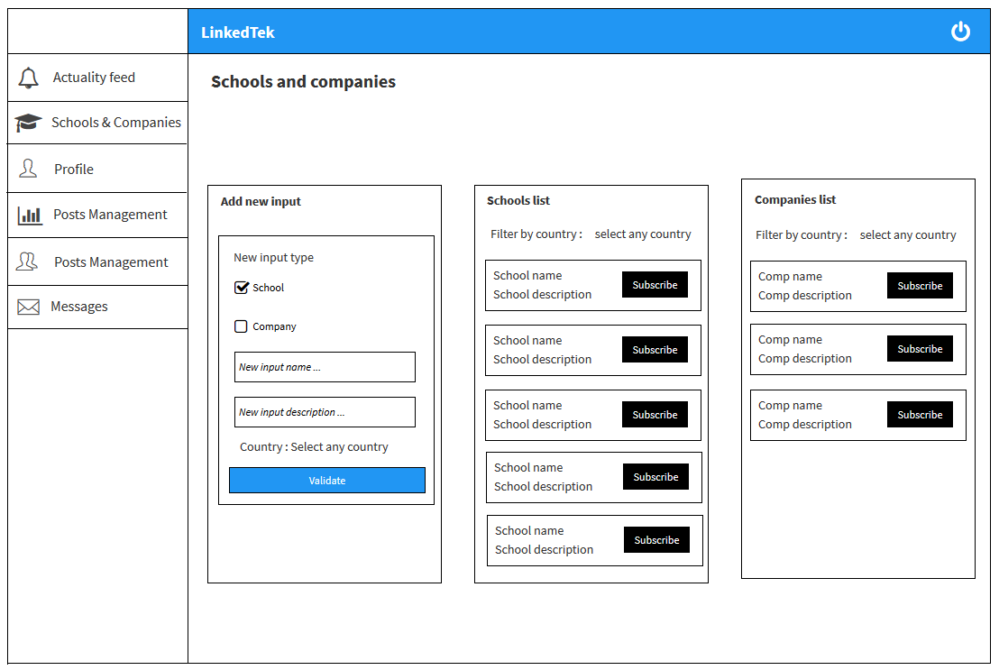 LinkedTek
Actuality feed
Schools & Companies
Profile
Posts Management
Posts Management
Messages
Schools and companies
Add new input
New input type
School
Company
New input name ...
New input description ...
Country : Select any country
Validate
Schools list
Filter by country : select any country
School name
School description
Subscribe
School name
School description
Subscribe
School name
School description
Subscribe
School name
School description
Subscribe
School name
School description
Subscribe
Companies list
Filter by country : select any country
Comp name
Comp description
Subscribe
Comp name
Comp description
Subscribe
Comp name
Comp description
Subscribe